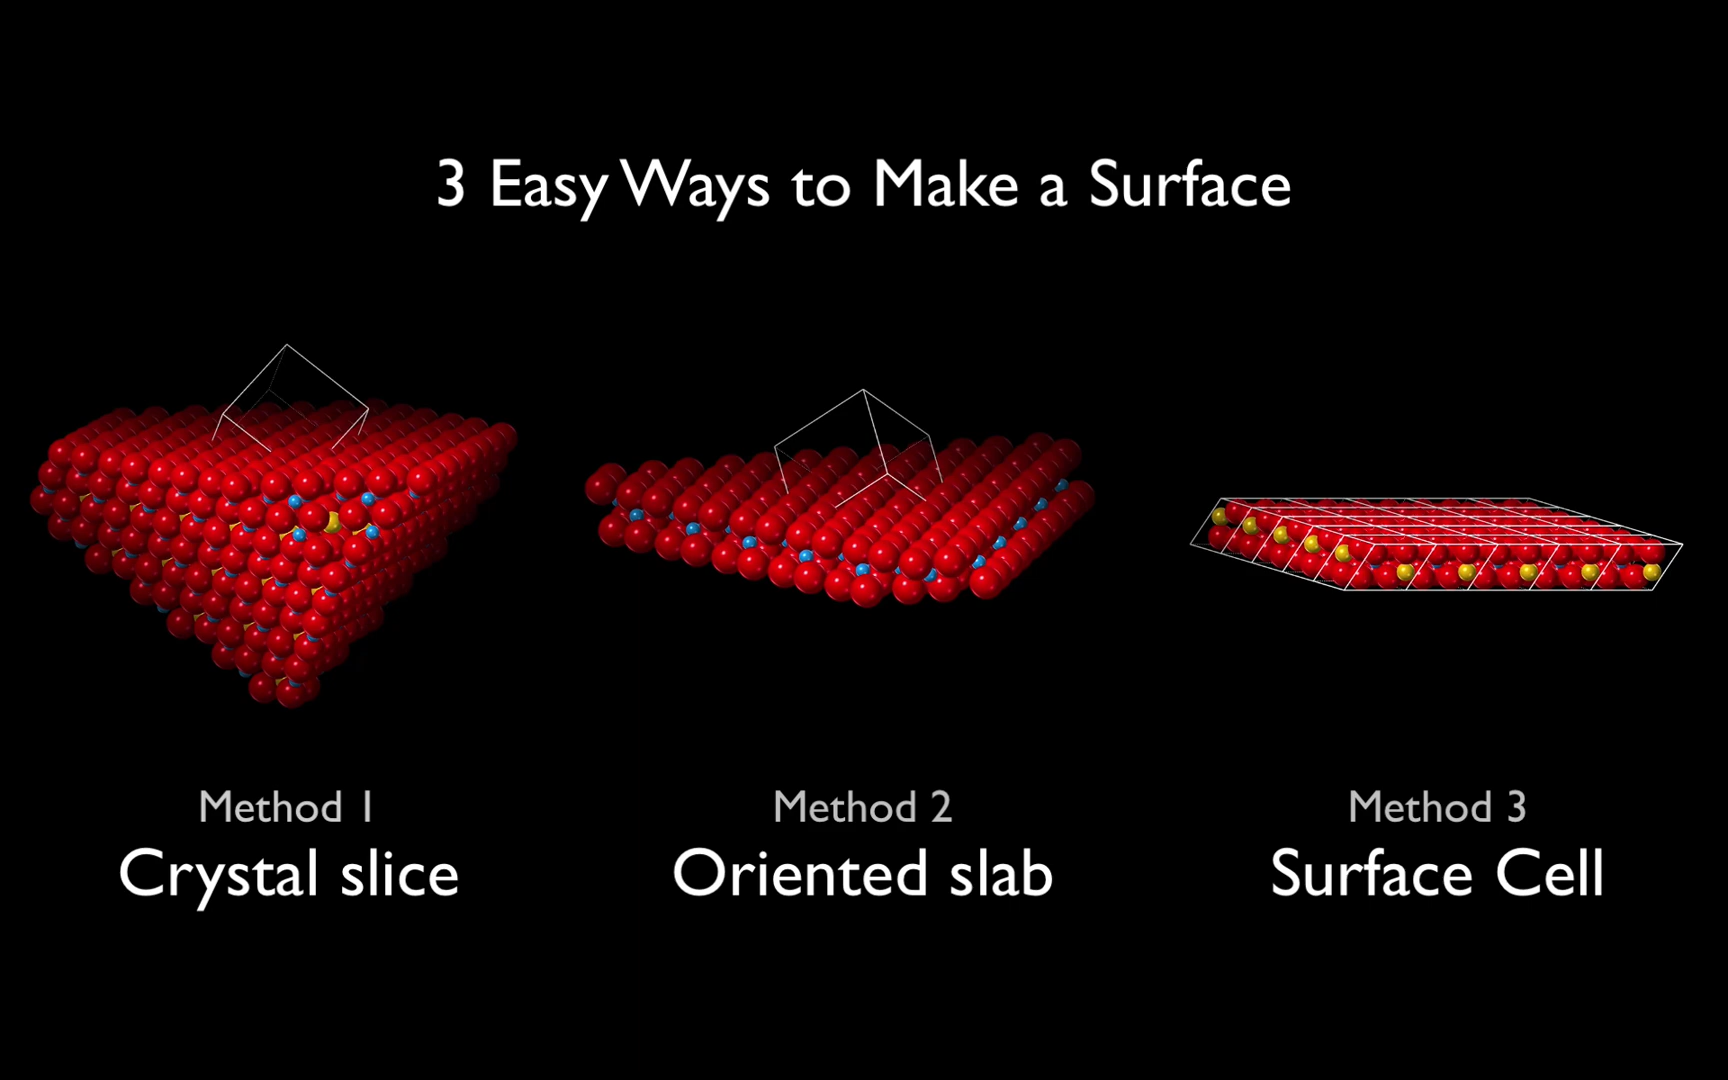 3 Easy Ways to Make a Surface
Method 1
Crystal slice
Method 2
Oriented slab
Method 3
Surface Cell